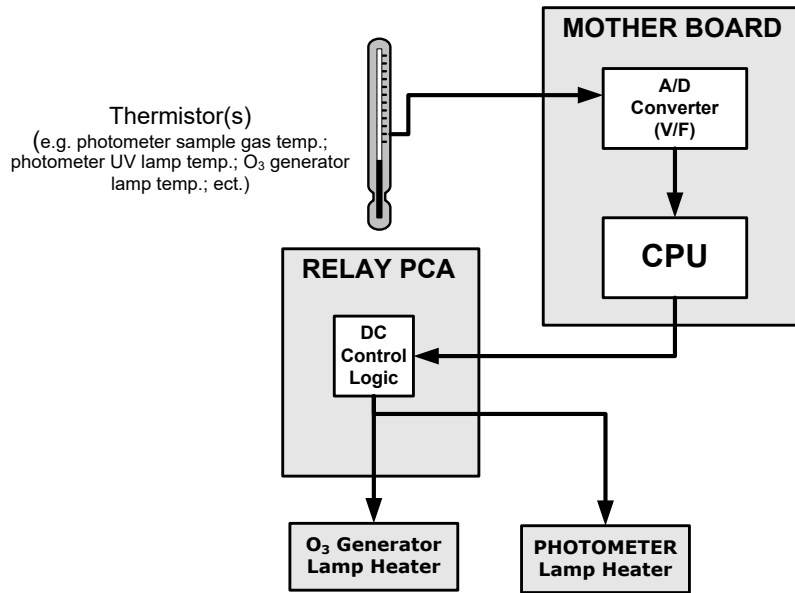 MOTHER BOARD
A/D
Converter
(V/F)
Thermistor(s)
(e.g. photometer sample gas temp.;
photometer UV lamp temp.; O₃ generator
lamp temp.; ect.)
CPU
RELAY PCA
DC
Control
Logic
O₃ Generator
Lamp Heater
PHOTOMETER
Lamp Heater